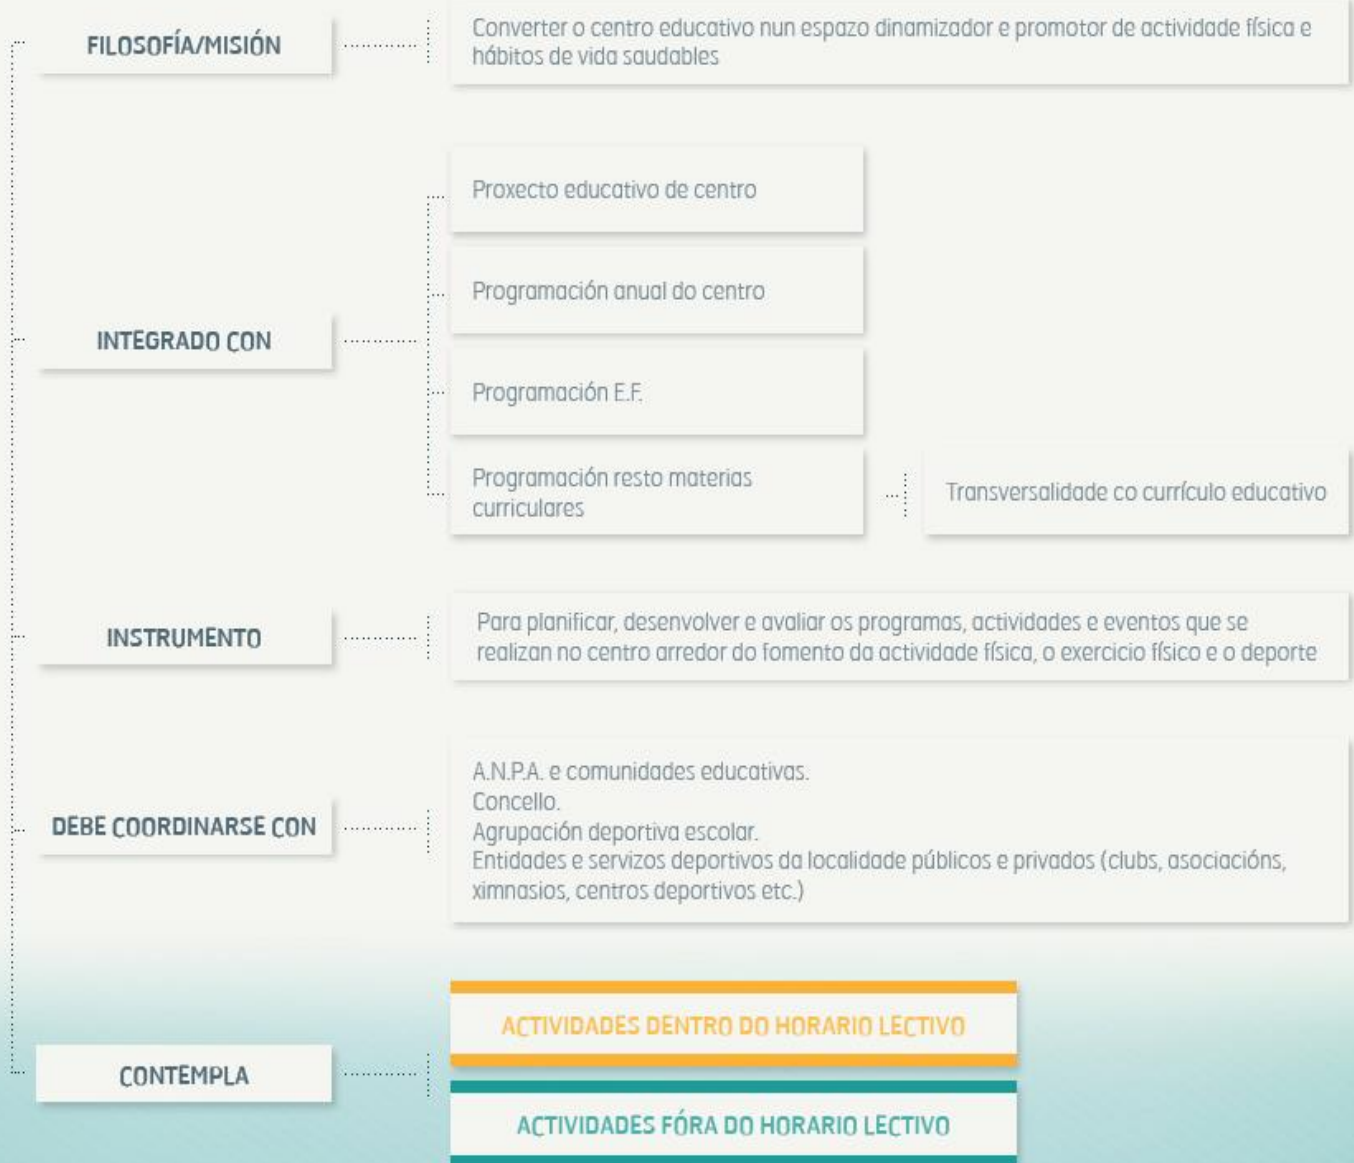 FILOSOFÍA/MISIÓN
Converter o centro educativo nun espazo dinamizador e promotor de actividade física e
hábitos de vida saudables
INTEGRADO CON
Proxecto educativo de centro
Programación anual do centro
Programación E.F.
Programación resto materias
curriculares
Transversalidade co currículo educativo
INSTRUMENTO
Para planificar, desenvolver e avaliar os programas, actividades e eventos que se
realizan no centro arredor do fomento da actividade física, o exercicio físico e o deporte
DEBE COORDINARSE CON
A.N.P.A. e comunidades educativas.
Concello.
Agrupación deportiva escolar.
Entidades e servizos deportivos da localidade públicos e privados (clubs, asociacións,
ximnasios, centros deportivos etc.)
CONTEMPLA
ACTIVIDADES DENTRO DO HORARIO LECTIVO
ACTIVIDADES FÓRA DO HORARIO LECTIVO